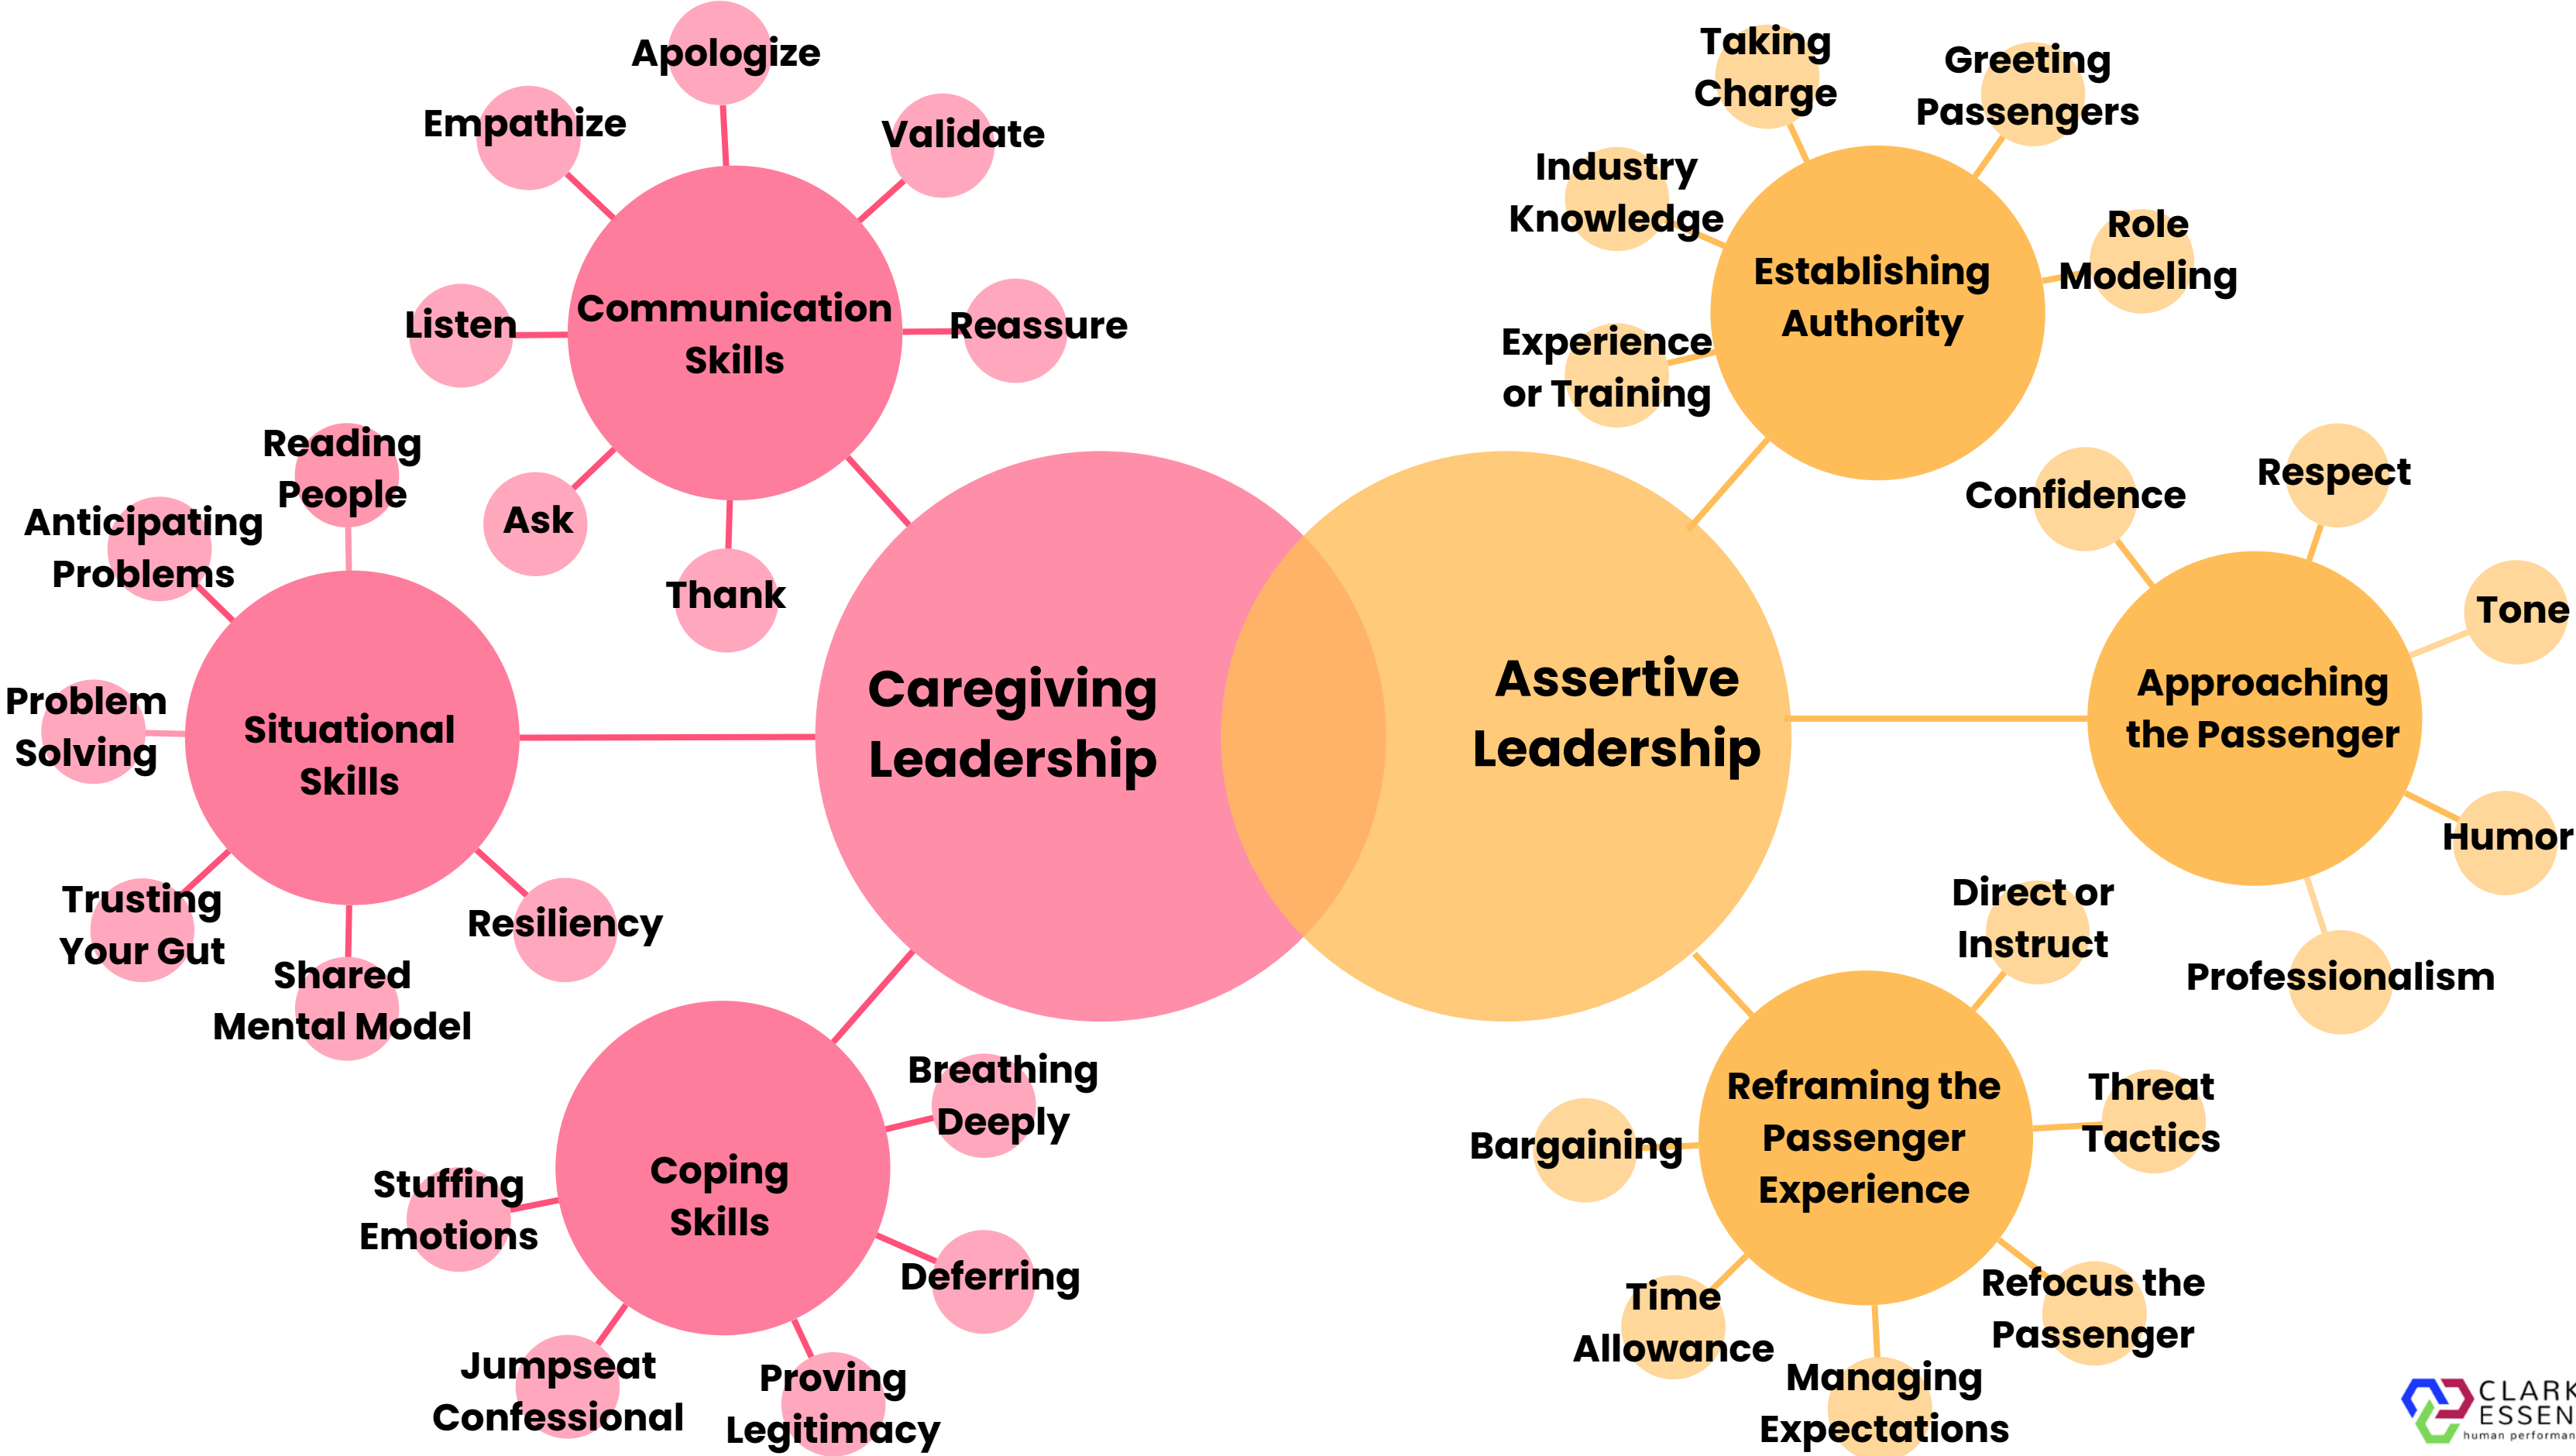 Apologize
Empathize
Validate
Communication
Skills
Listen
Reassure
Ask
Thank
Reading
People
Anticipating
Problems
Problem
Solving
Situational
Skills
Trusting
Your Gut
Shared
Mental Model
Resiliency
Caregiving
Leadership
Coping
Skills
Breathing
Deeply
Stuffing
Emotions
Deferring
Jumpseat
Confessional
Proving
Legitimacy
Assertive
Leadership
Taking
Charge
Greeting
Passengers
Industry
Knowledge
Role
Modeling
Establishing
Authority
Experience
or Training
Confidence
Respect
Tone
Approaching
the Passenger
Humor
Professionalism
Direct or
Instruct
Reframing the
Passenger
Experience
Threat
Tactics
Bargaining
Time
Allowance
Refocus the
Passenger
Managing
Expectations
CLARK
ESSEN
human performan